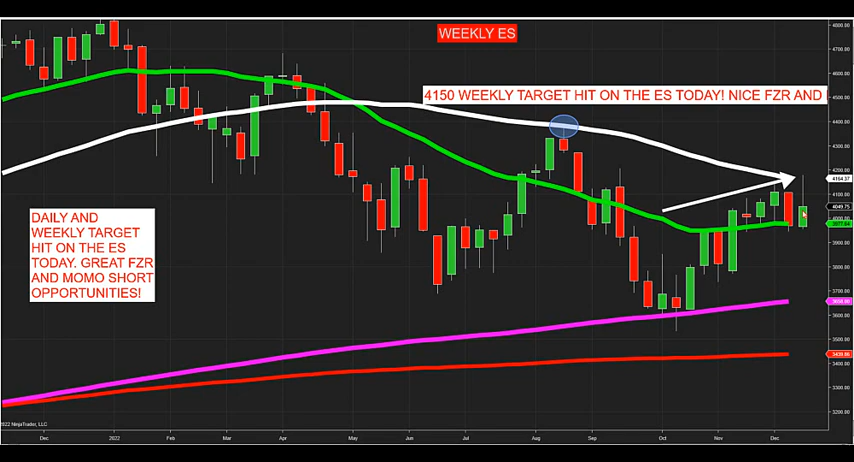 WEEKLY ES
4150 WEEKLY TARGET HIT ON THE ES TODAY! NICE FZR AND
DAILY AND
WEEKLY TARGET
HIT ON THE ES
TODAY. GREAT FZR
AND MOMO SHORT
OPPORTUNITIES!
4800.00
4700.00
4600.00
4500.00
4400.00
4300.00
4200.00
4164.37
4100.00
4049.75
4000.00
3900.00
3800.00
3700.00
3600.00
3500.00
3400.00
3300.00
3200.00
2022 NinjaTrader, LLC
Dec 2022 Feb Mar Apr May Jun Jul Aug Sep Oct Nov Dec